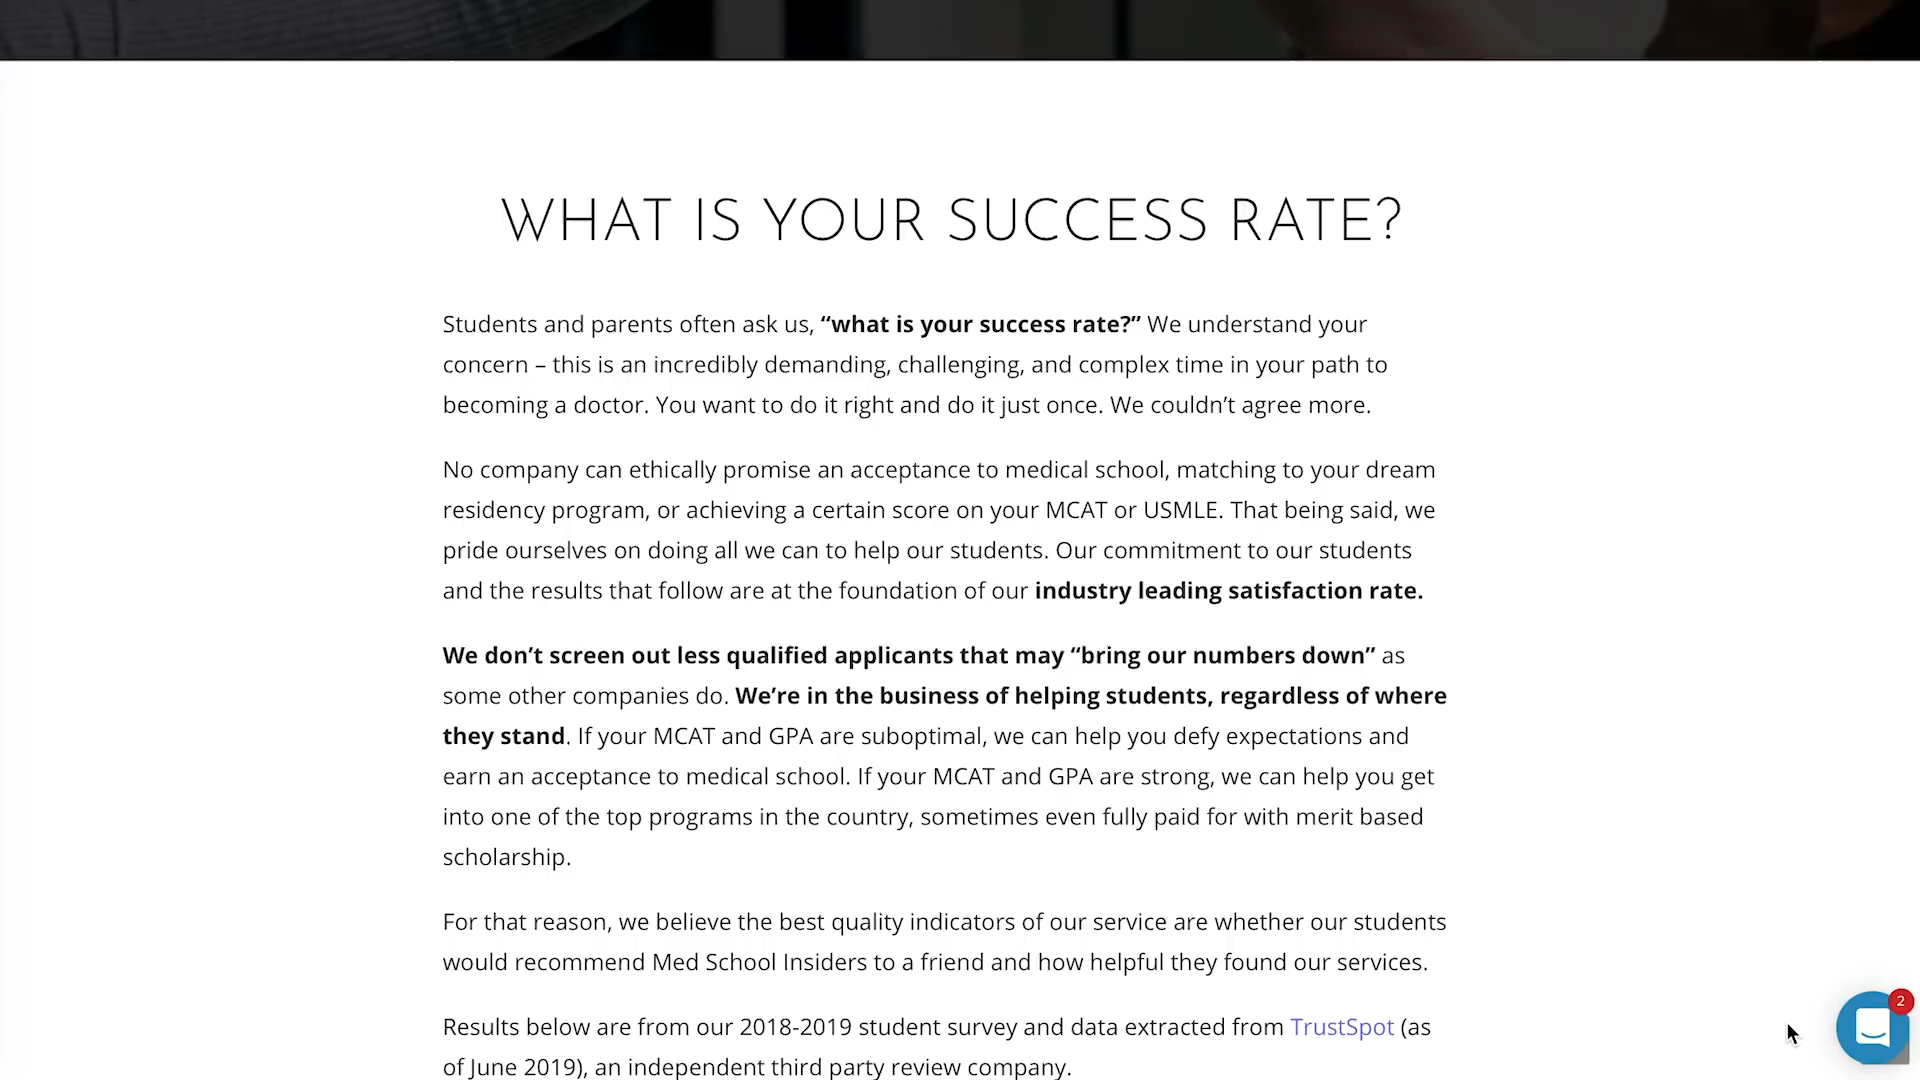 WHAT IS YOUR SUCCESS RATE?
Students and parents often ask us, “what is your success rate?” We understand your
concern – this is an incredibly demanding, challenging, and complex time in your path to
becoming a doctor. You want to do it right and do it just once. We couldn’t agree more.
No company can ethically promise an acceptance to medical school, matching to your dream
residency program, or achieving a certain score on your MCAT or USMLE. That being said, we
pride ourselves on doing all we can to help our students. Our commitment to our students
and the results that follow are at the foundation of our industry leading satisfaction rate.
We don’t screen out less qualified applicants that may “bring our numbers down” as
some other companies do. We’re in the business of helping students, regardless of where
they stand. If your MCAT and GPA are suboptimal, we can help you defy expectations and
earn an acceptance to medical school. If your MCAT and GPA are strong, we can help you get
into one of the top programs in the country, sometimes even fully paid for with merit based
scholarship.
For that reason, we believe the best quality indicators of our service are whether our students
would recommend Med School Insiders to a friend and how helpful they found our services.
Results below are from our 2018-2019 student survey and data extracted from TrustSpot (as
of June 2019), an independent third party review company.
2